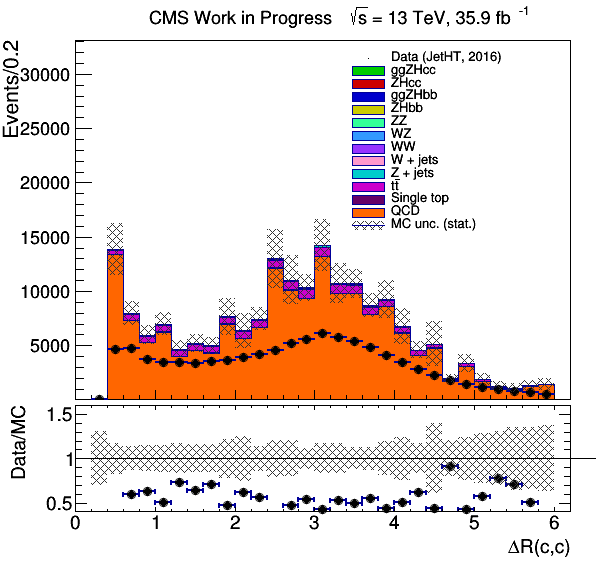 CMS Work in Progress √s = 13 TeV, 35.9 fb⁻¹
Events/0.2
30000
25000
20000
15000
10000
5000
Data (JetHT, 2016)
ggZHcc
ZHcc
ggZHbb
ZHbb
ZZ
WZ
WW
W + jets
Z + jets
tt̄
Single top
QCD
MC unc. (stat.)
Data/MC
1.5
1
0.5
0 1 2 3 4 5 6
ΔR(c,c)